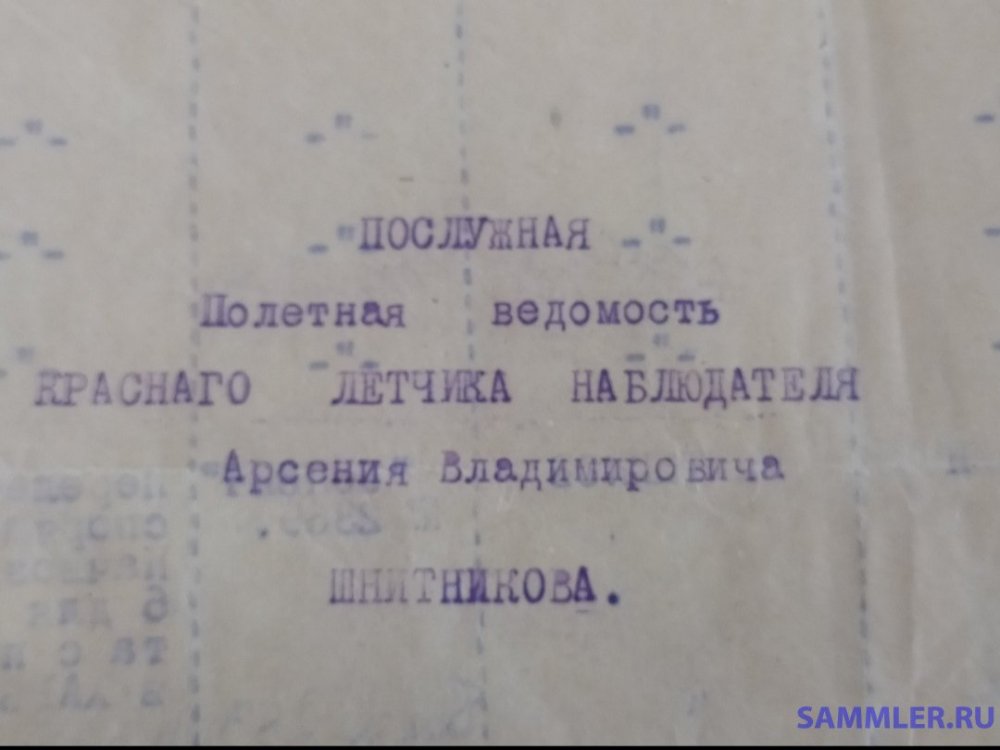 ПОСЛУЖНАЯ
Полетная ведомость
КРАСНАГО ЛЕТЧИКА НАБЛЮДАТЕЛЯ
Арсения Владимировича
ШНИТНИКОВА.
SAMMLER.RU